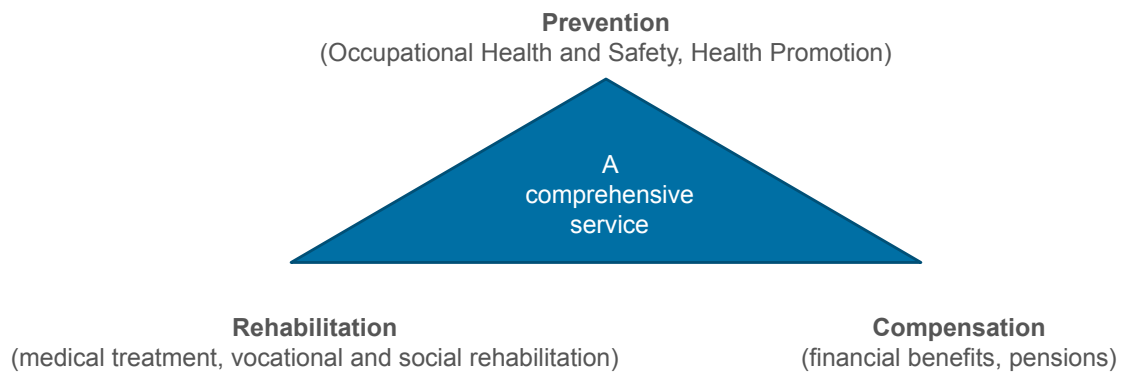 Prevention
(Occupational Health and Safety, Health Promotion)
A
comprehensive
service
Rehabilitation
(medical treatment, vocational and social rehabilitation)
Compensation
(financial benefits, pensions)